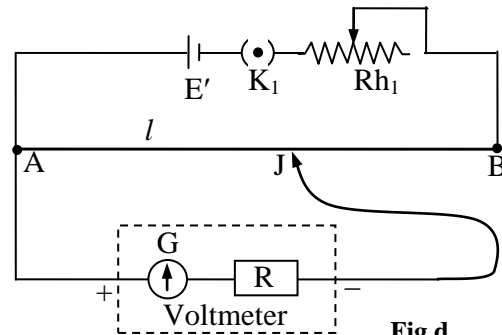 E′ K₁ Rh₁
l
A J B
G
+ R −
Voltmeter
Fig d